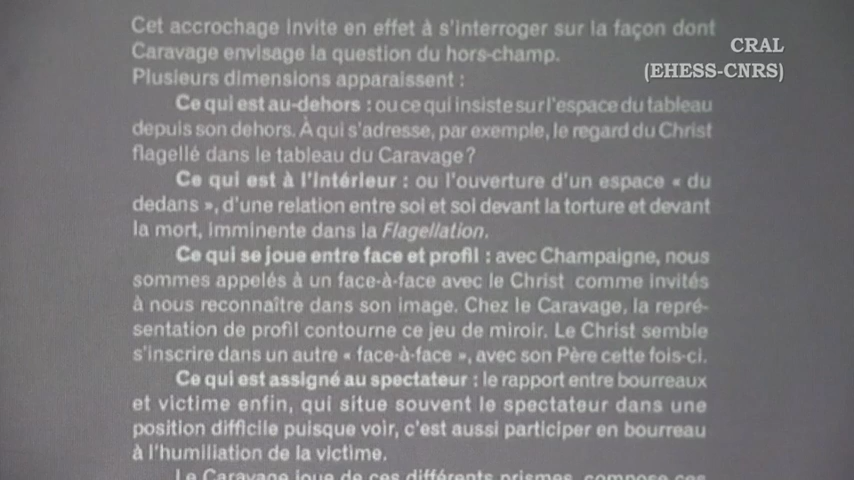 Cet accrochage invite en effet à s'interroger sur la façon dont
Caravage envisage la question du hors-champ.
Plusieurs dimensions apparaissent :
Ce qui est au-dehors : ou ce qui insiste sur l'espace du tableau
depuis son dehors. À qui s'adresse, par exemple, le regard du Christ
flagellé dans le tableau du Caravage ?
Ce qui est à l'intérieur : ou l'ouverture d'un espace « du
dedans », d'une relation entre soi et soi devant la torture et devant
la mort, imminente dans la Flagellation.
Ce qui se joue entre face et profil : avec Champaigne, nous
sommes appelés à un face-à-face avec le Christ comme invités
à nous reconnaître dans son image. Chez le Caravage, la repré-
sentation de profil contourne ce jeu de miroir. Le Christ semble
s'inscrire dans un autre « face-à-face », avec son Père cette fois-ci.
Ce qui est assigné au spectateur : le rapport entre bourreaux
et victime enfin, qui situe souvent le spectateur dans une
position difficile puisque voir, c'est aussi participer en bourreau
à l'humiliation de la victime.
Le Caravage joue de ces différents prismes, compose ces
CRAL
(EHESS-CNRS)